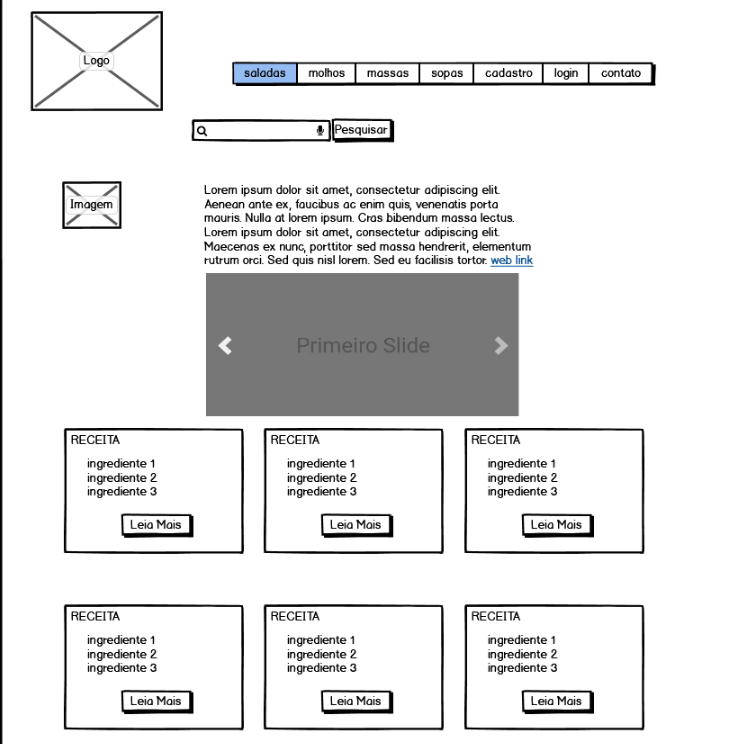 Logo
saladas molhos massas sopas cadastro login contato
Pesquisar
Imagem
Lorem ipsum dolor sit amet, consectetur adipiscing elit.
Aenean ante ex, faucibus ac enim quis, venenatis porta
mauris. Nulla at lorem ipsum. Cras bibendum massa lectus.
Lorem ipsum dolor sit amet, consectetur adipiscing elit.
Maecenas ex nunc, porttitor sed massa hendrerit, elementum
rutrum orci. Sed quis nisl lorem. Sed eu facilisis tortor. web link
Primeiro Slide
RECEITA
ingrediente 1
ingrediente 2
ingrediente 3
Leia Mais
RECEITA
ingrediente 1
ingrediente 2
ingrediente 3
Leia Mais
RECEITA
ingrediente 1
ingrediente 2
ingrediente 3
Leia Mais
RECEITA
ingrediente 1
ingrediente 2
ingrediente 3
Leia Mais
RECEITA
ingrediente 1
ingrediente 2
ingrediente 3
Leia Mais
RECEITA
ingrediente 1
ingrediente 2
ingrediente 3
Leia Mais